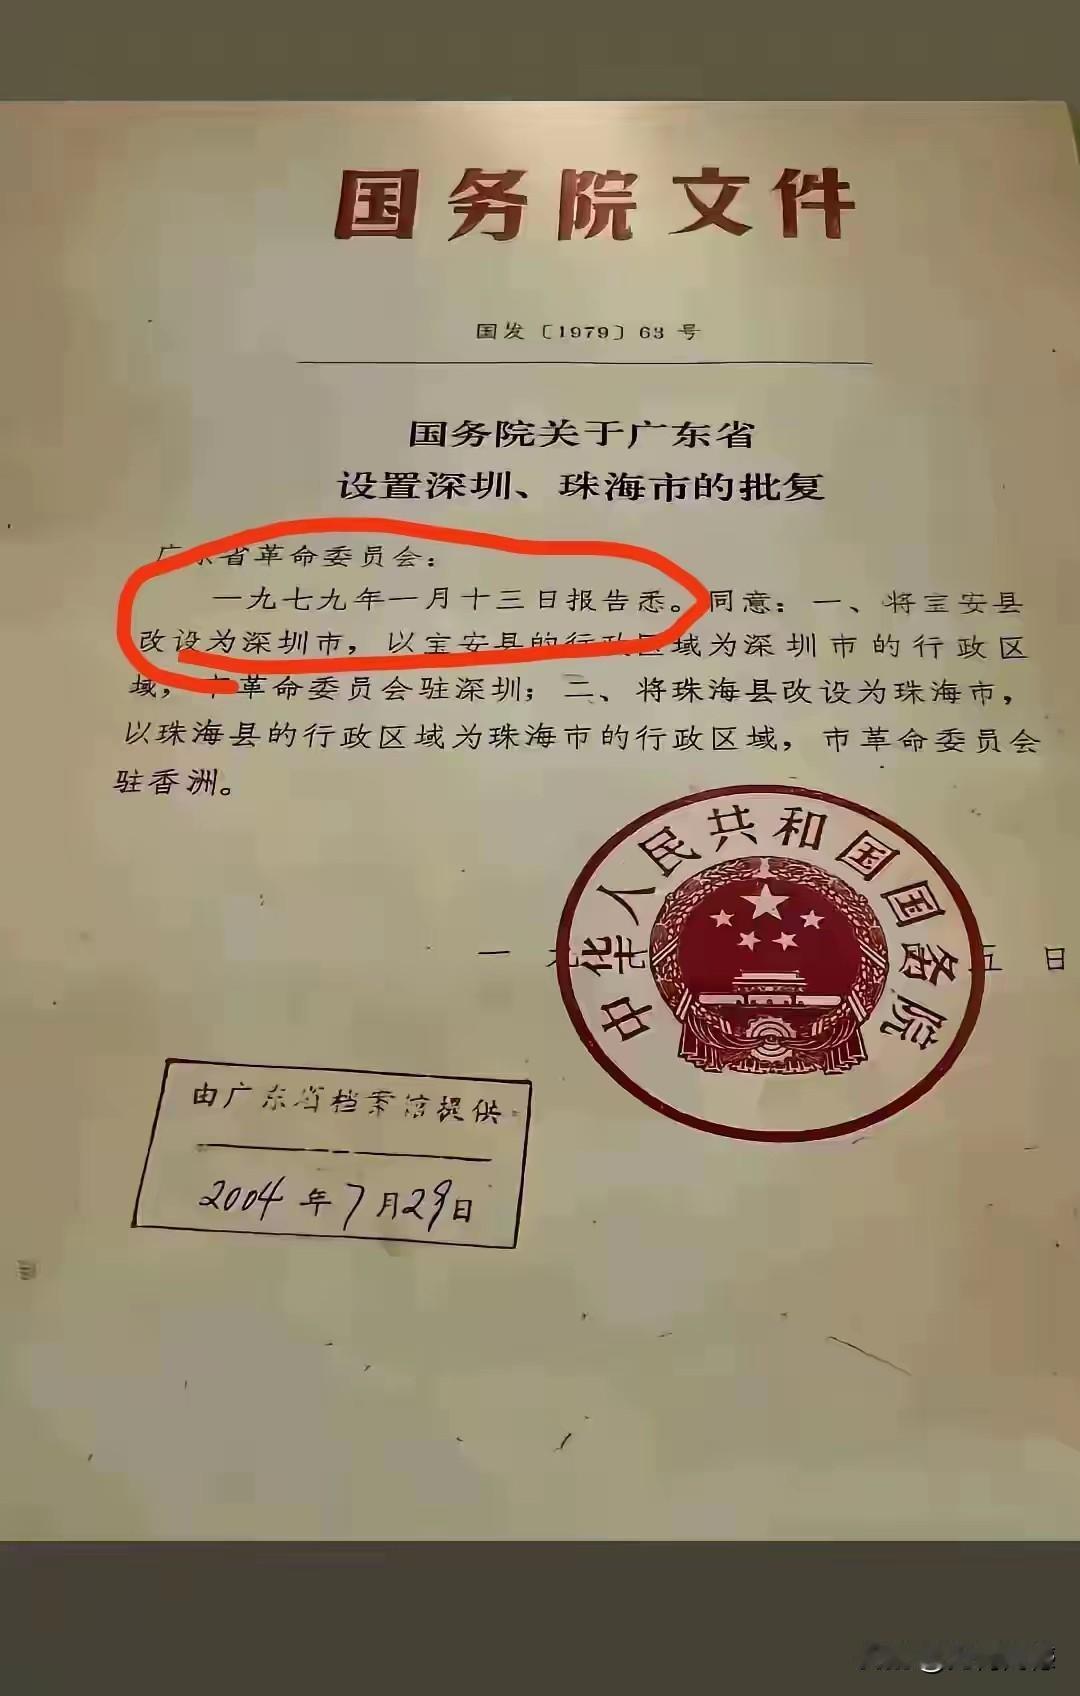 国务院文件
国发〔1979〕63号
国务院关于广东省
设置深圳、珠海市的批复
广东省革命委员会：
一九七九年一月十三日报告悉。同意：一、将宝安县
改设为深圳市，以宝安县的行政区域为深圳市的行政区
域，市革命委员会驻深圳；二、将珠海县改设为珠海市，
以珠海县的行政区域为珠海市的行政区域，市革命委员会
驻香洲。
中华人民共和国国务院
一九七 五日
由广东省档案馆提供
2004年7月29日